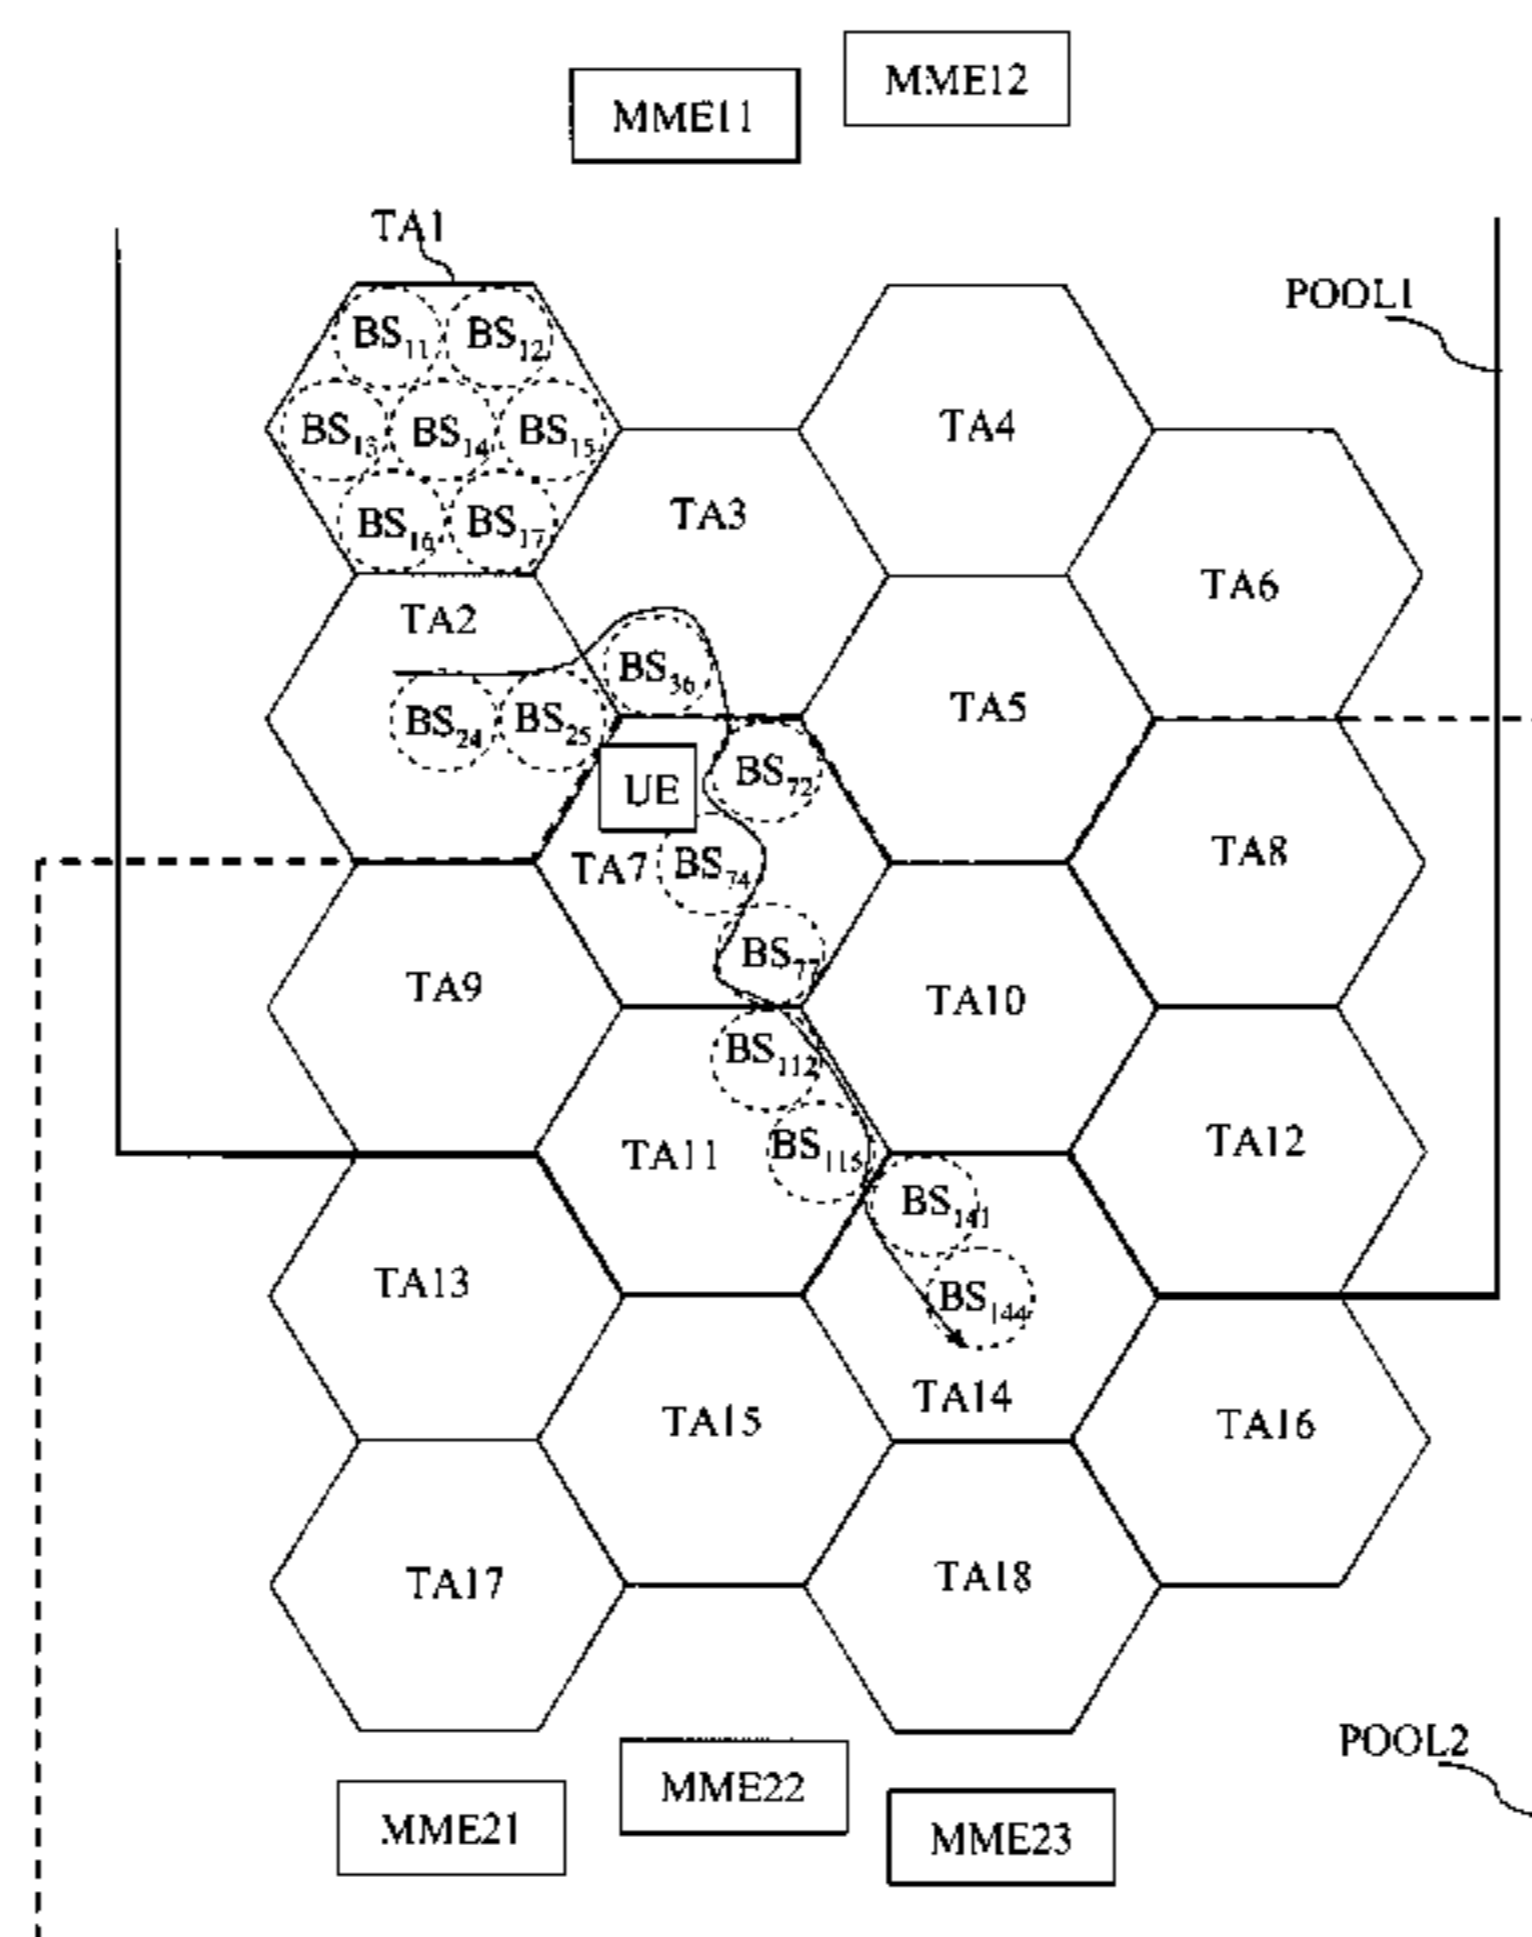 MME12
MME11
TA1
POOL1
BS11 BS12
BS13 BS14 BS15
TA4
BS16 BS17
TA3
TA6
TA2
BS36
TA5
BS24 BS25
BS72
UE
TA8
TA7 BS74
BS77
TA9
TA10
BS112
TA12
TA11 BS115
BS141
TA13
BS144
TA14
TA15
TA16
TA17
TA18
POOL2
MME22
MME21
MME23